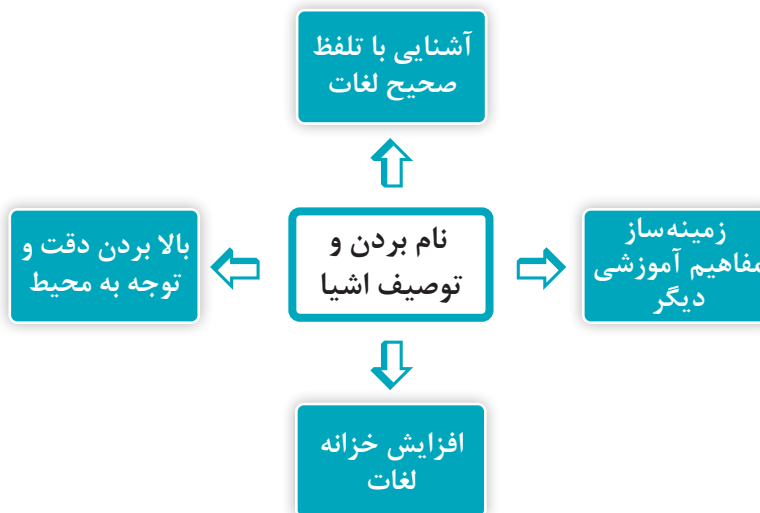 آشنایی با تلفظ
صحیح لغات
زمینه‌ساز
مفاهیم آموزشی
دیگر
نام بردن و
توصیف اشیا
بالا بردن دقت و
توجه به محیط
افزایش خزانه
لغات